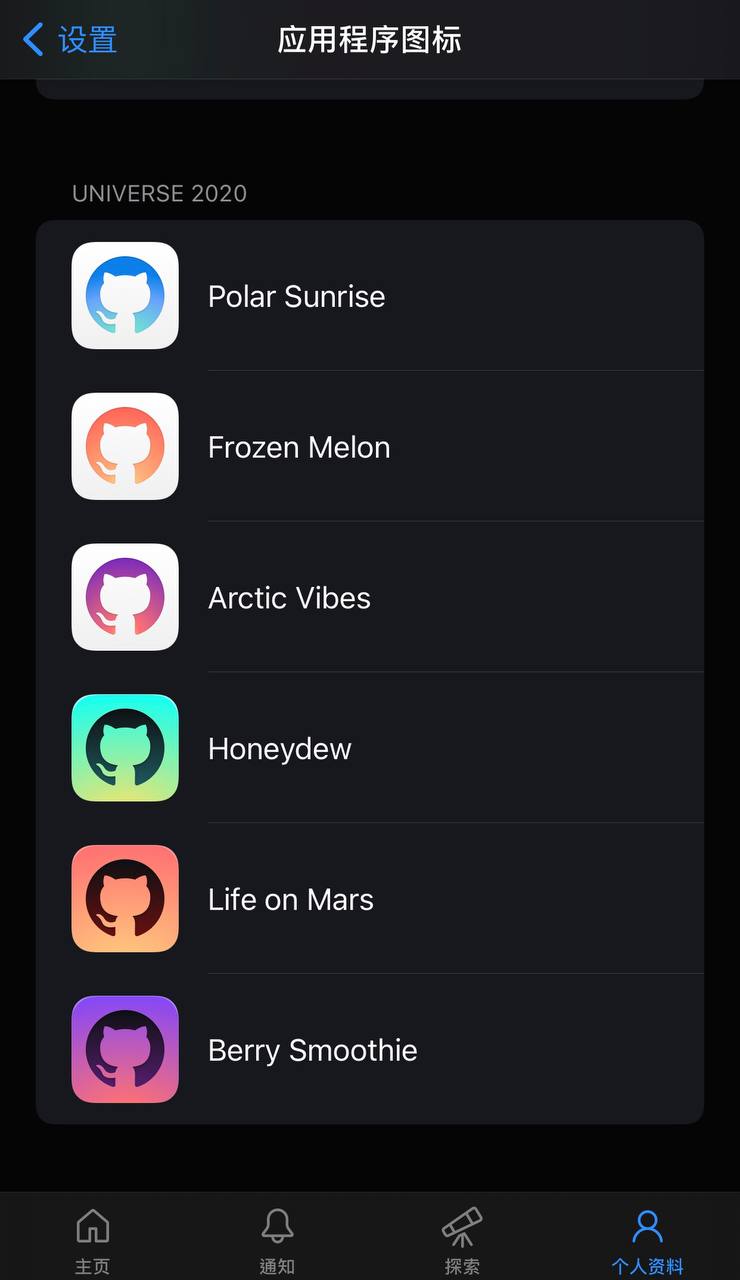 设置
应用程序图标
UNIVERSE 2020
Polar Sunrise
Frozen Melon
Arctic Vibes
Honeydew
Life on Mars
Berry Smoothie
主页
通知
探索
个人资料